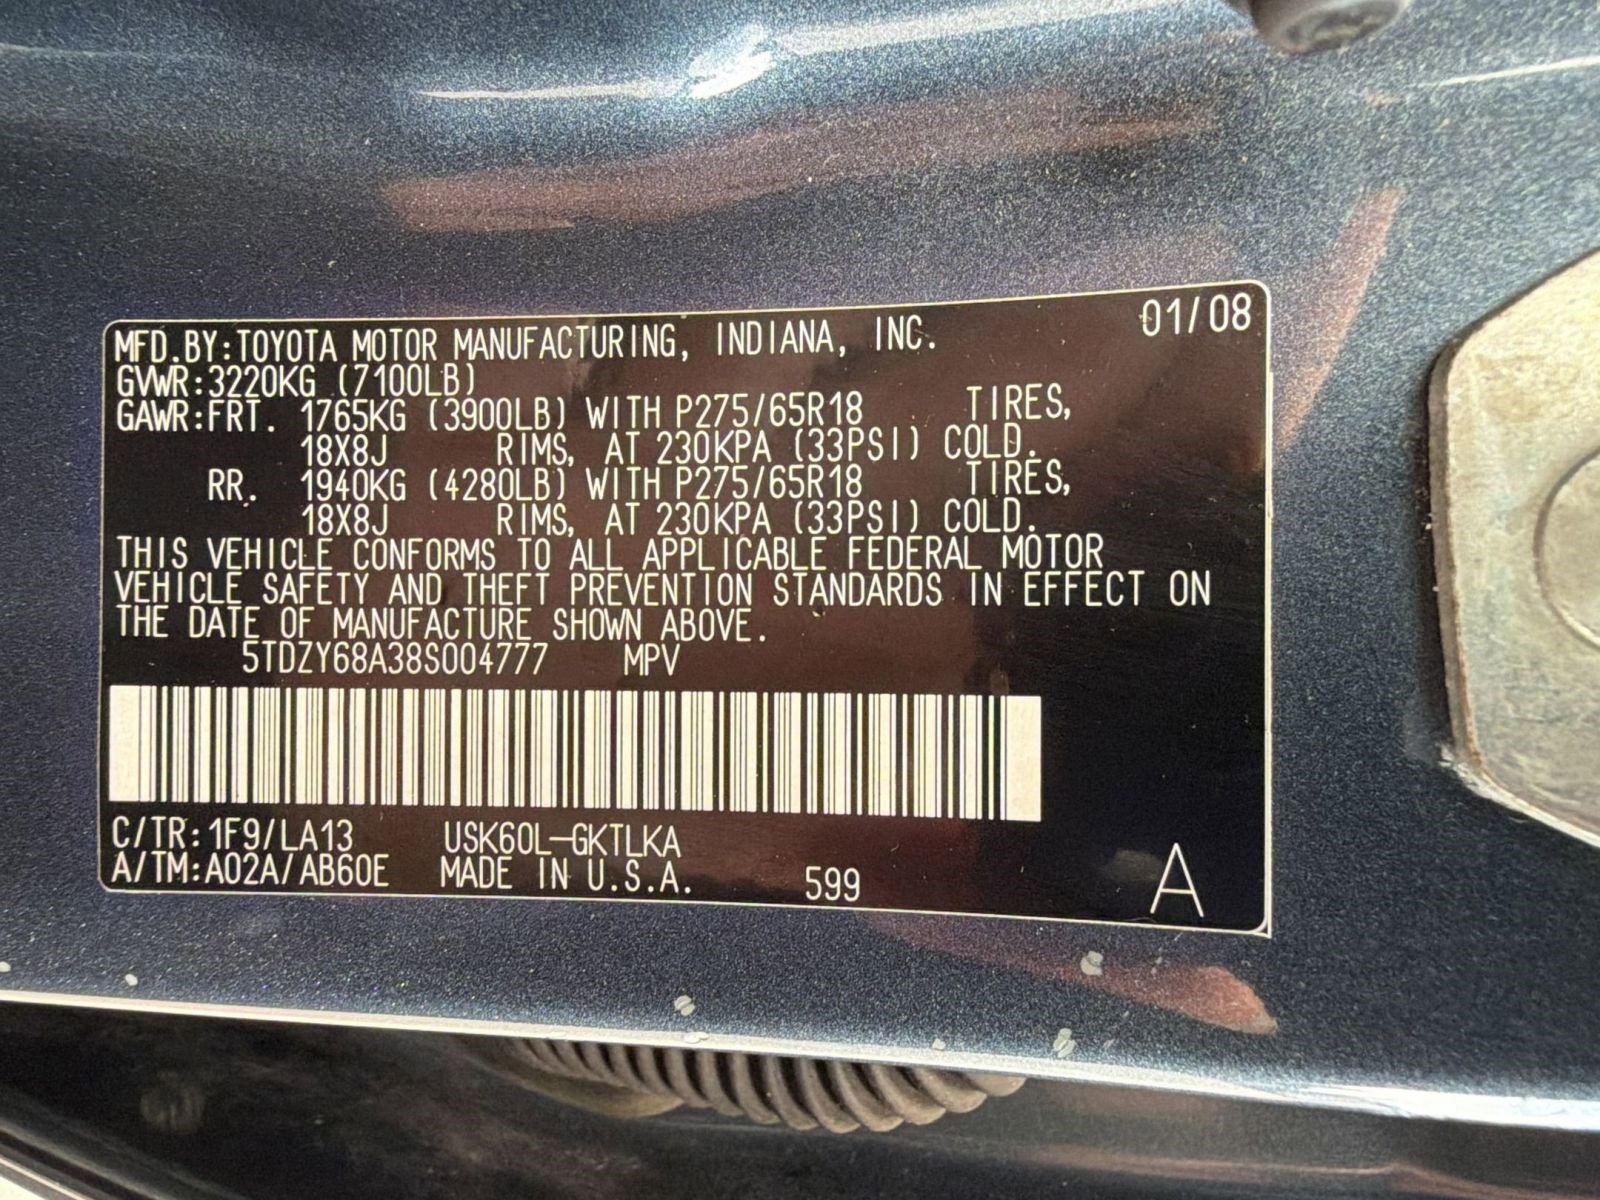 01/08
MFD.BY:TOYOTA MOTOR MANUFACTURING, INDIANA, INC.
GVWR:3220KG (7100LB)
GAWR:FRT. 1765KG (3900LB) WITH P275/65R18 TIRES,
18X8J RIMS, AT 230KPA (33PSI) COLD.
RR. 1940KG (4280LB) WITH P275/65R18 TIRES,
18X8J RIMS, AT 230KPA (33PSI) COLD.
THIS VEHICLE CONFORMS TO ALL APPLICABLE FEDERAL MOTOR
VEHICLE SAFETY AND THEFT PREVENTION STANDARDS IN EFFECT ON
THE DATE OF MANUFACTURE SHOWN ABOVE.
5TDZY68A38S004777 MPV
C/TR:1F9/LA13 USK60L-GKTLKA
A/TM:A02A/AB60E MADE IN U.S.A. 599 A